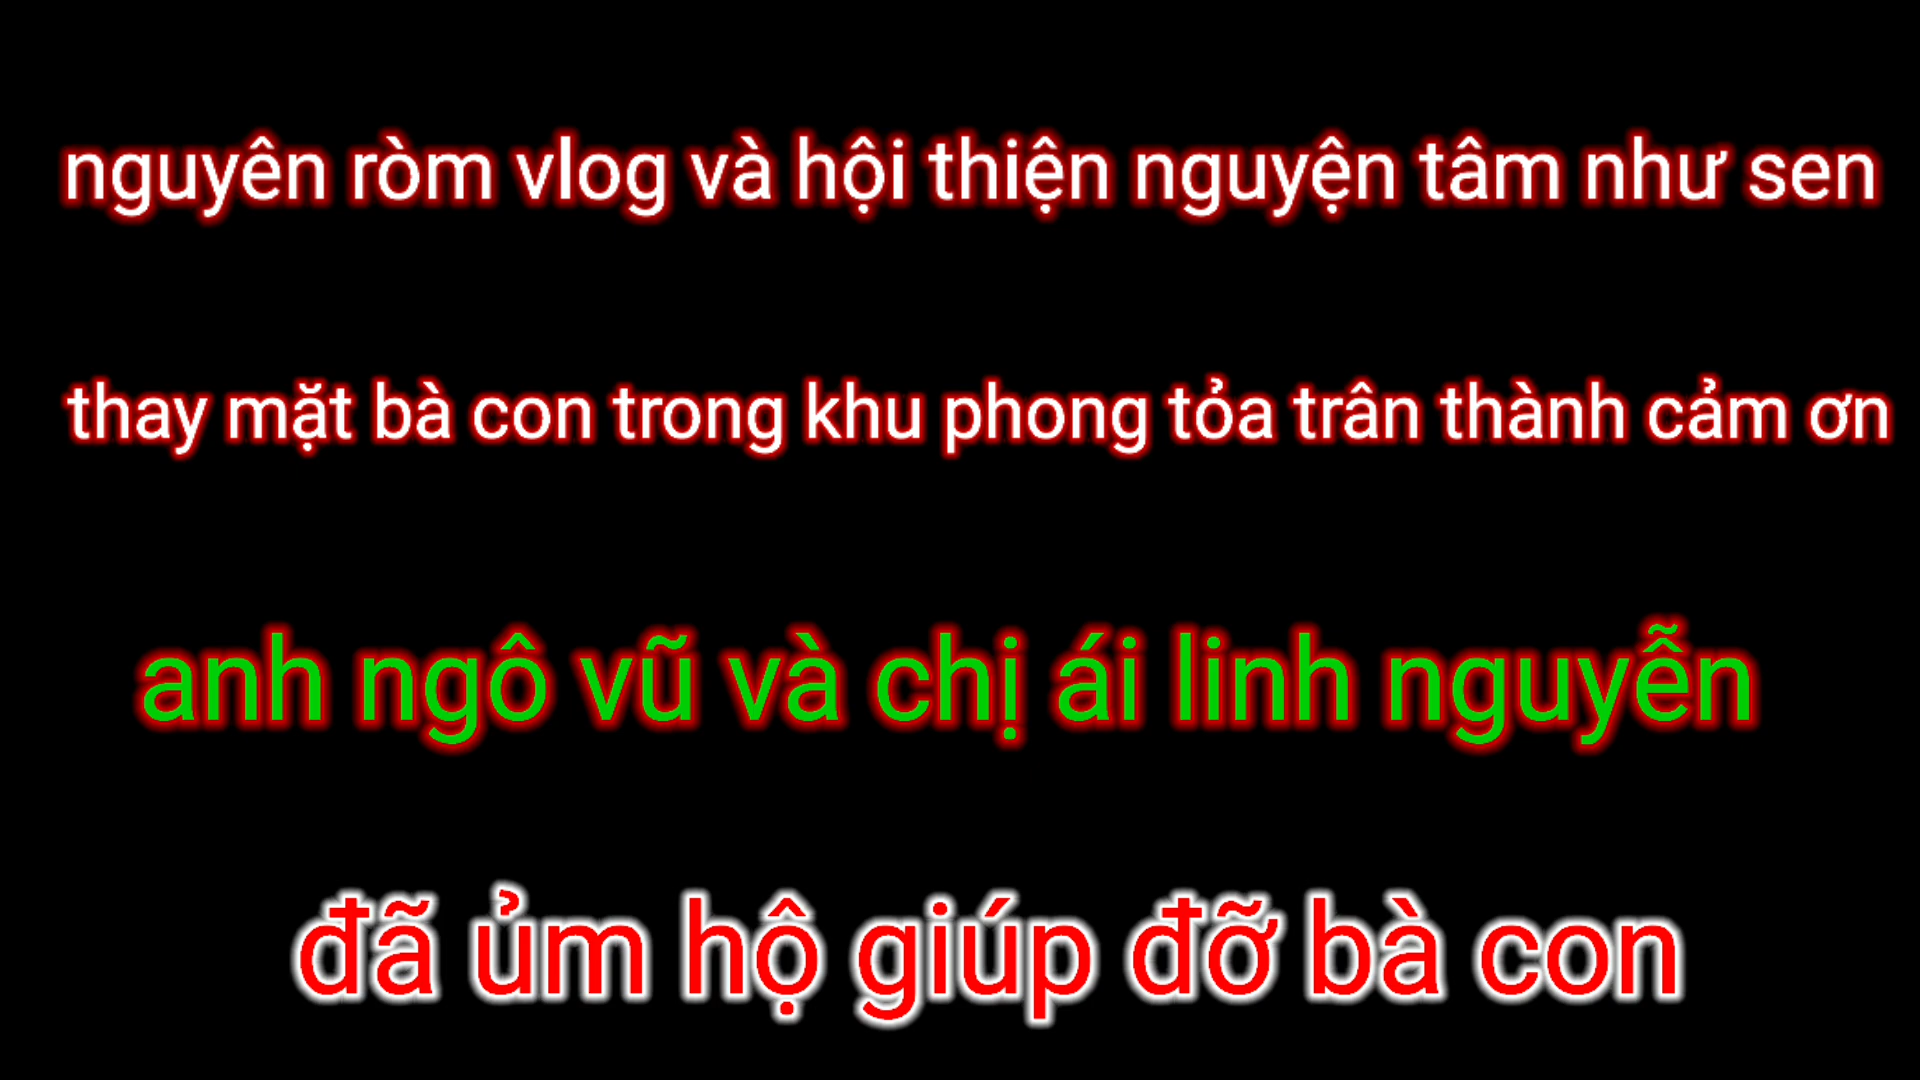 nguyên ròm vlog và hội thiện nguyện tâm như sen
thay mặt bà con trong khu phong tỏa trân thành cảm ơn
anh ngô vũ và chị ái linh nguyễn
đã ủm hộ giúp đỡ bà con